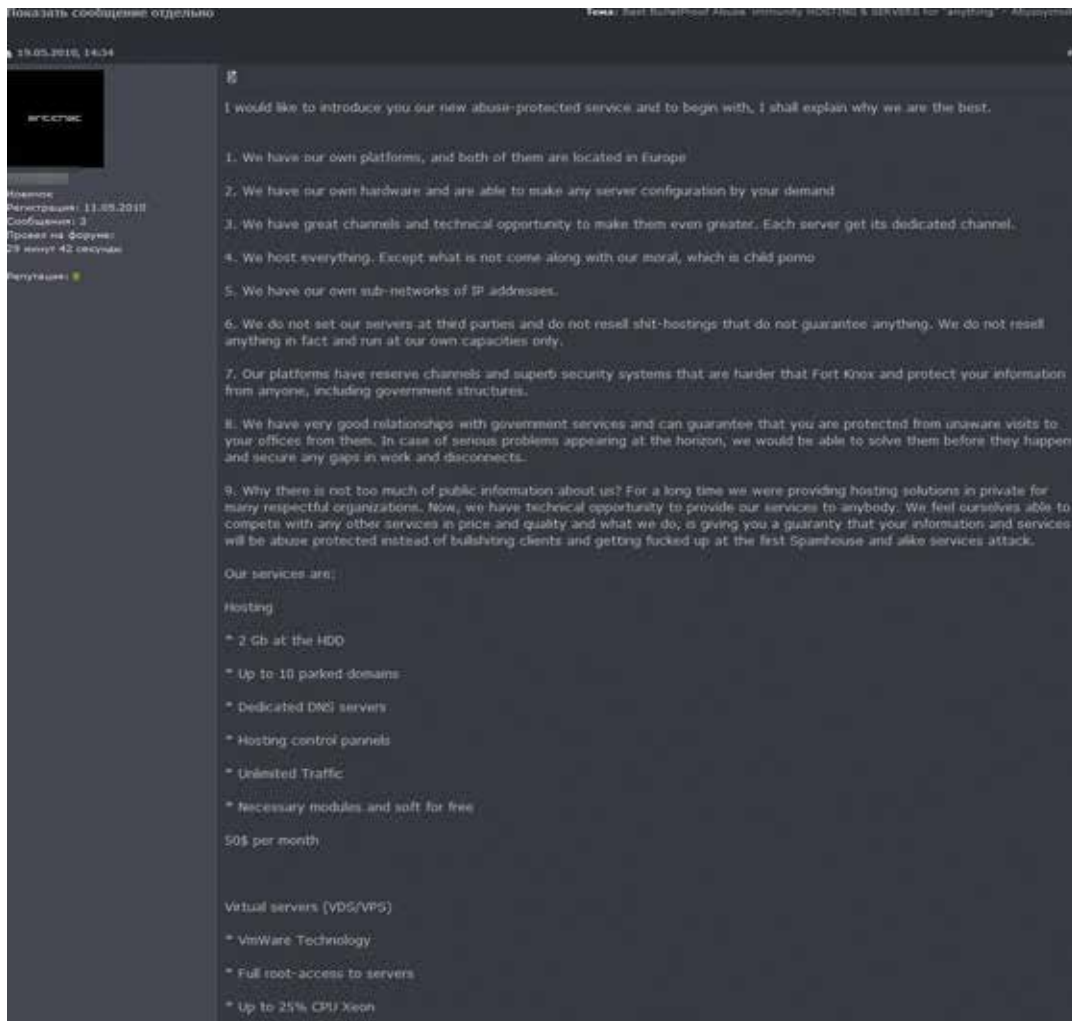 Показать сообщение отдельно
Тема: Best BulletProof Abuse immunity HOSTING & SERVERS for "anything"
19.05.2010, 14:34
Новичок
Регистрация: 11.05.2010
Сообщения: 3
Провел на форуме:
29 минут 42 секунды
Репутация:
I would like to introduce you our new abuse-protected service and to begin with, I shall explain why we are the best.
1. We have our own platforms, and both of them are located in Europe
2. We have our own hardware and are able to make any server configuration by your demand
3. We have great channels and technical opportunity to make them even greater. Each server get its dedicated channel.
4. We host everything. Except what is not come along with our moral, which is child porno
5. We have our own sub-networks of IP addresses.
6. We do not set our servers at third parties and do not resell shit-hostings that do not guarantee anything. We do not resell
anything in fact and run at our own capacities only.
7. Our platforms have reserve channels and superb security systems that are harder that Fort Knox and protect your information
from anyone, including government structures.
8. We have very good relationships with government services and can guarantee that you are protected from unaware visits to
your offices from them. In case of serious problems appearing at the horizon, we would be able to solve them before they happen
and secure any gaps in work and disconnects.
9. Why there is not too much of public information about us? For a long time we were providing hosting solutions in private for
many respectful organizations. Now, we have technical opportunity to provide our services to anybody. We feel ourselves able to
compete with any other services in price and quality and what we do, is giving you a guaranty that your information and services
will be abuse protected instead of bullshiting clients and getting fucked up at the first Spamhouse and alike services attack.
Our services are:
Hosting
* 2 Gb at the HDD
* Up to 10 parked domains
* Dedicated DNS servers
* Hosting control pannels
* Unlimited Traffic
* Necessary modules and soft for free
50$ per month
Virtual servers (VDS/VPS)
* VmWare Technology
* Full root-access to servers
* Up to 25% CPU Xeon